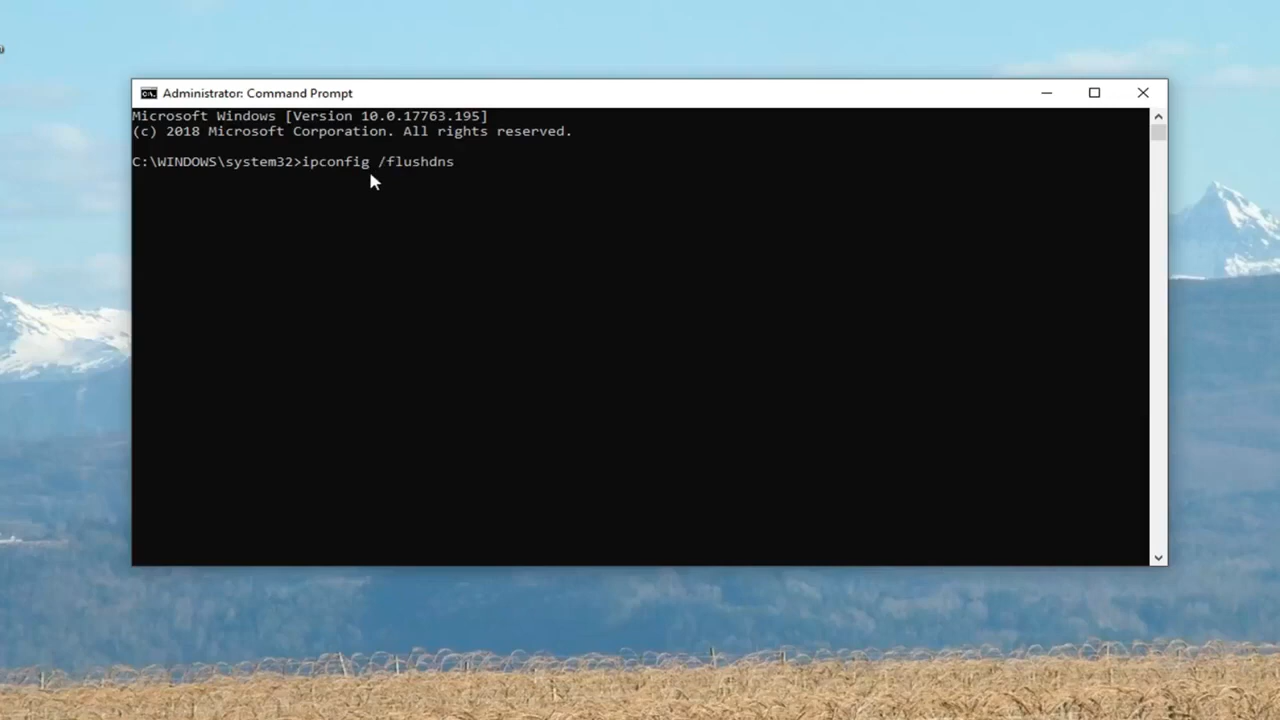 Administrator: Command Prompt
Microsoft Windows [Version 10.0.17763.195]
(c) 2018 Microsoft Corporation. All rights reserved.
C:\WINDOWS\system32>ipconfig /flushdns